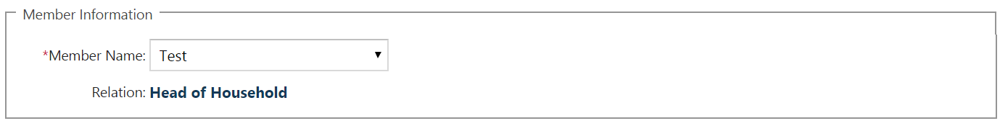 Member Information
*Member Name: Test
Relation: Head of Household